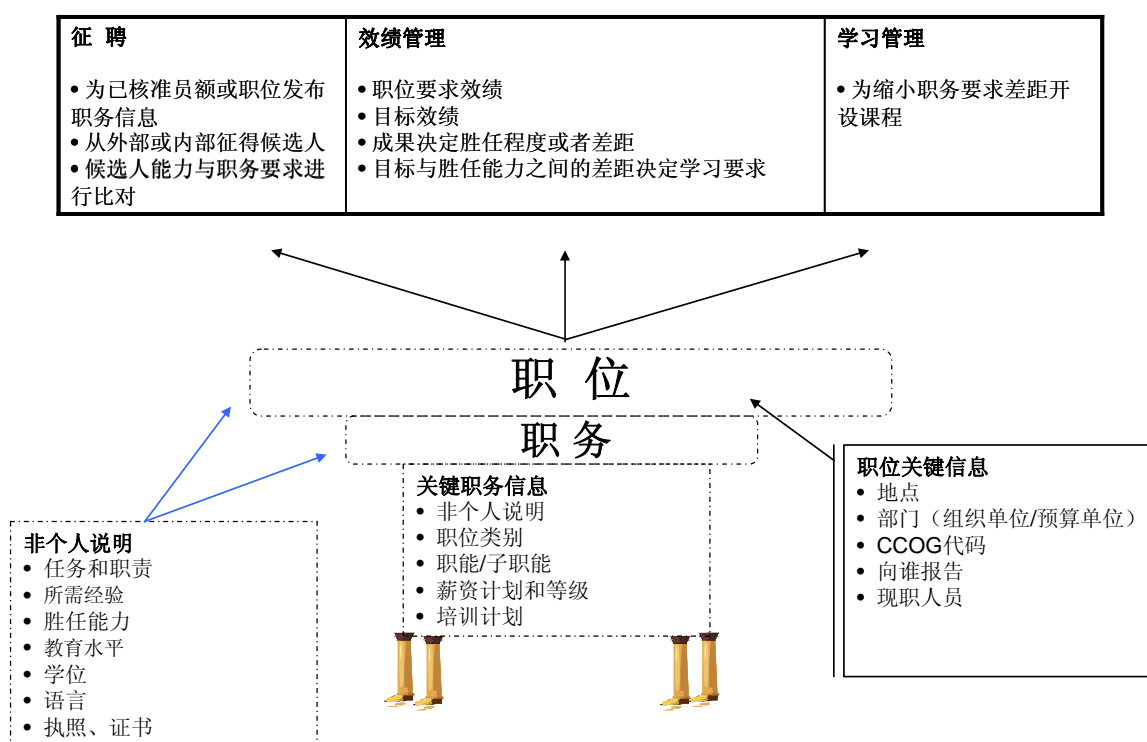 征 聘
• 为已核准员额或职位发布
职务信息
• 从外部或内部征得候选人
• 候选人能力与职务要求进
行比对
效绩管理
• 职位要求效绩
• 目标效绩
• 成果决定胜任程度或者差距
• 目标与胜任能力之间的差距决定学习要求
学习管理
• 为缩小职务要求差距开
设课程
职 位
职 务
关键职务信息
• 非个人说明
• 职位类别
• 职能/子职能
• 薪资计划和等级
• 培训计划
职位关键信息
• 地点
• 部门（组织单位/预算单位）
• CCOG代码
• 向谁报告
• 现职人员
非个人说明
• 任务和职责
• 所需经验
• 胜任能力
• 教育水平
• 学位
• 语言
• 执照、证书